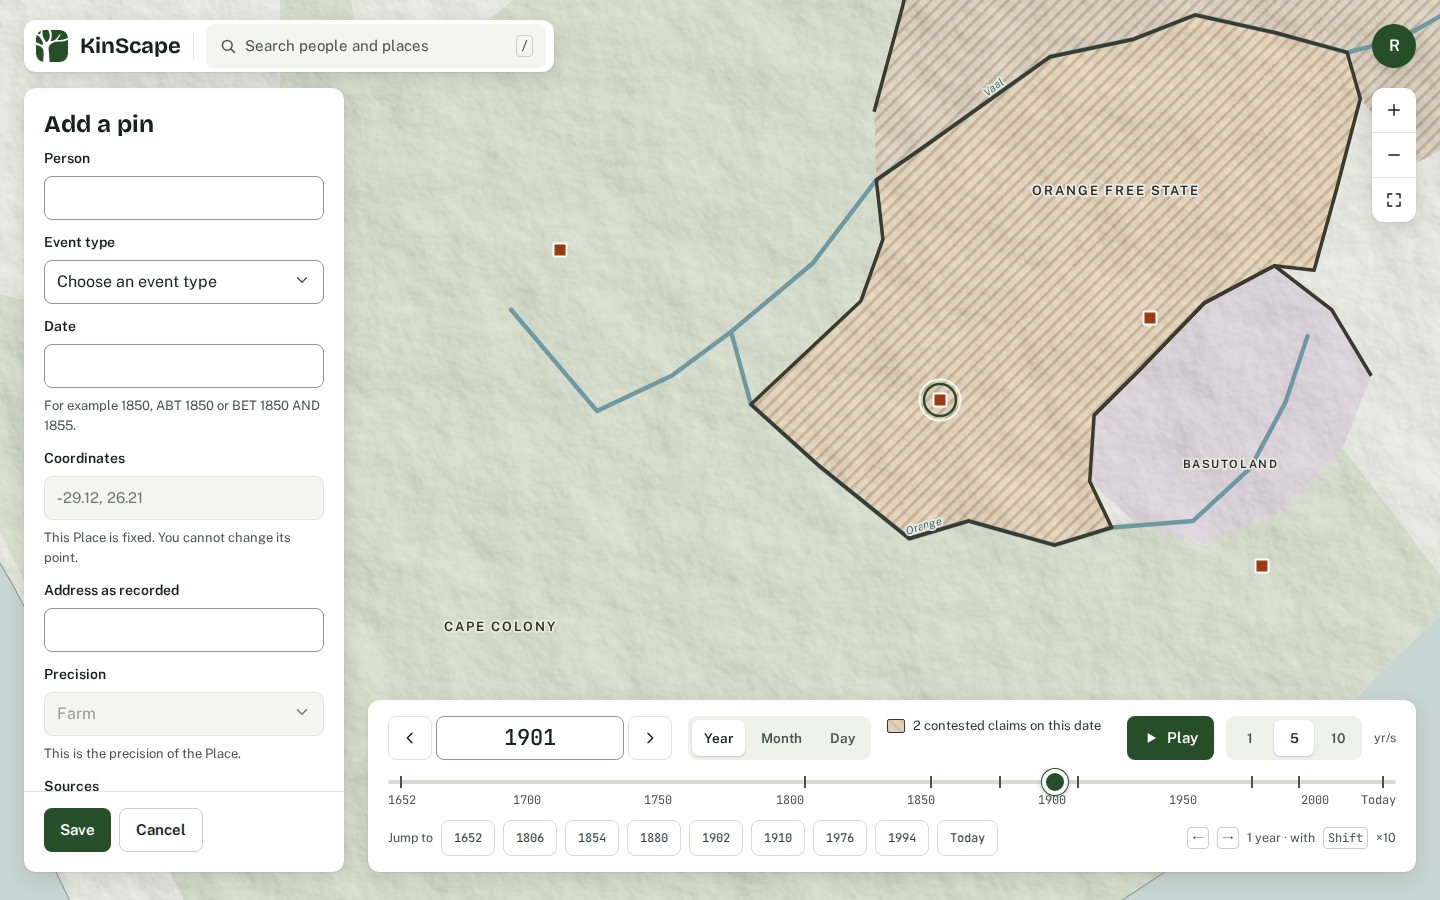 KinScape
Search people and places
/
R
Add a pin
Person
Event type
Choose an event type
Date
For example 1850, ABT 1850 or BET 1850 AND
1855.
Coordinates
-29.12, 26.21
This Place is fixed. You cannot change its
point.
Address as recorded
Precision
Farm
This is the precision of the Place.
Sources
Save
Cancel
Vaal
ORANGE FREE STATE
BASUTOLAND
Orange
CAPE COLONY
1901
Year
Month
Day
2 contested claims on this date
Play
1
5
10
yr/s
1652
1700
1750
1800
1850
1900
1950
2000
Today
Jump to
1652
1806
1854
1880
1902
1910
1976
1994
Today
← → 1 year · with Shift ×10